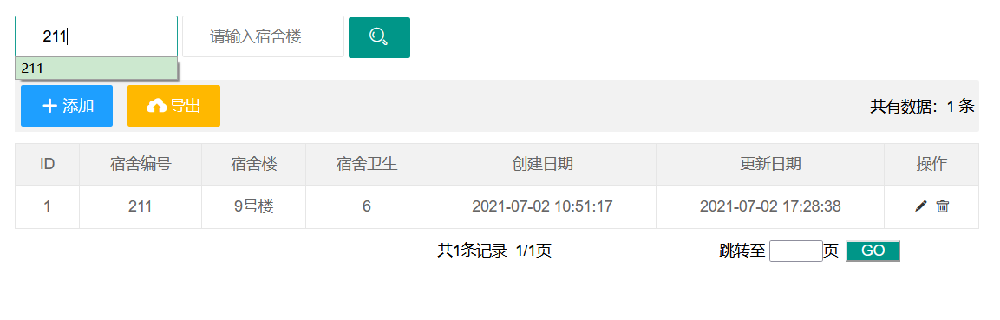 211 请输入宿舍楼
211
添加 导出 共有数据：1 条
ID 宿舍编号 宿舍楼 宿舍卫生 创建日期 更新日期 操作
1 211 9号楼 6 2021-07-02 10:51:17 2021-07-02 17:28:38
共1条记录 1/1页 跳转至 页 GO